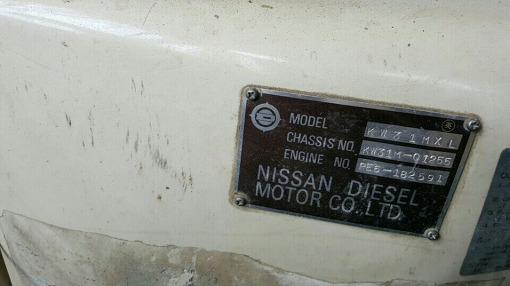 MODEL KW31MXL
CHASSIS NO. KW31M-01255
ENGINE NO. PE6-182591
NISSAN DIESEL
MOTOR CO., LTD.